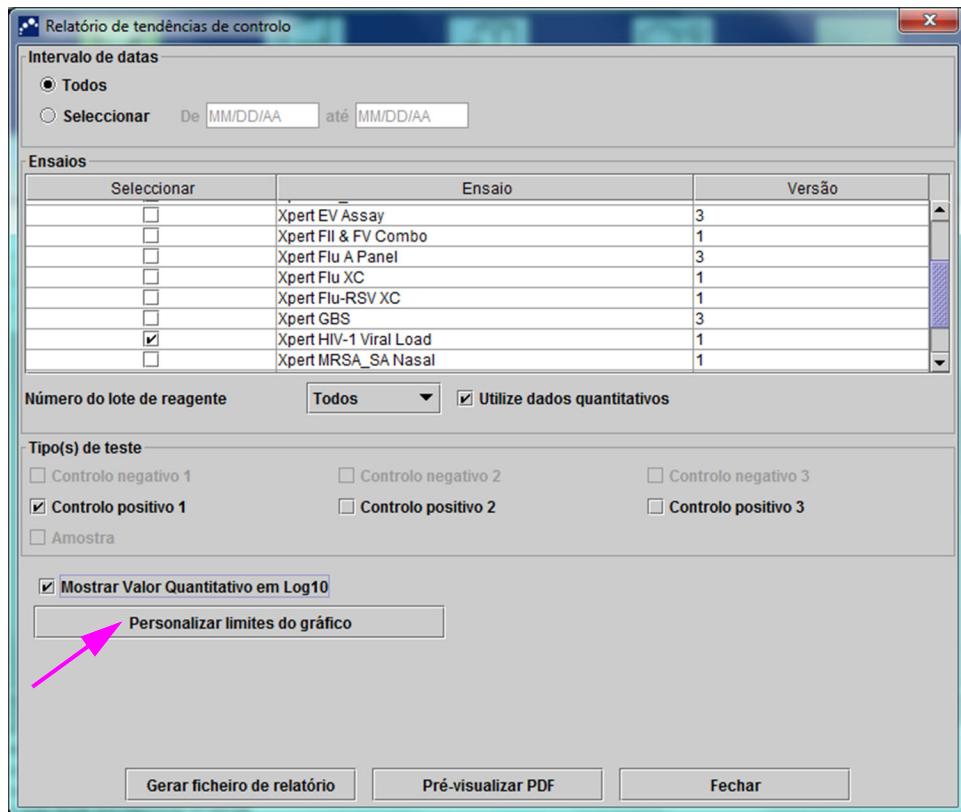 Relatório de tendências de controlo
Intervalo de datas
Todos
Seleccionar De MM/DD/AA até MM/DD/AA
Ensaios
Seleccionar Ensaio Versão
Xpert EV Assay 3
Xpert FII & FV Combo 1
Xpert Flu A Panel 3
Xpert Flu XC 1
Xpert Flu-RSV XC 1
Xpert GBS 3
Xpert HIV-1 Viral Load 1
Xpert MRSA_SA Nasal 1
Número do lote de reagente Todos Utilize dados quantitativos
Tipo(s) de teste
Controlo negativo 1 Controlo negativo 2 Controlo negativo 3
Controlo positivo 1 Controlo positivo 2 Controlo positivo 3
Amostra
Mostrar Valor Quantitativo em Log10
Personalizar limites do gráfico
Gerar ficheiro de relatório Pré-visualizar PDF Fechar